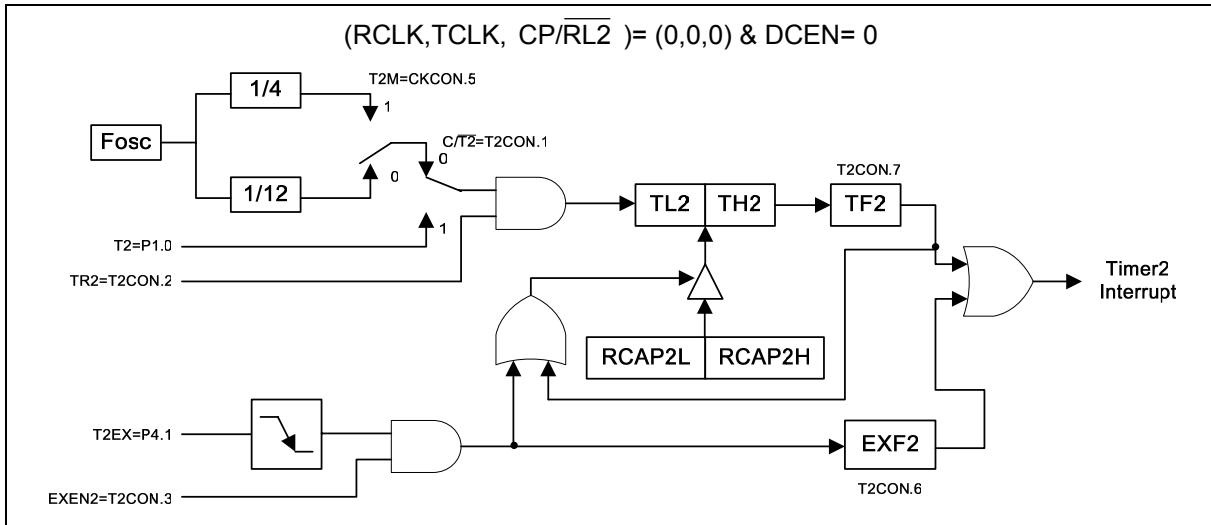 (RCLK,TCLK, CP/RL2 )= (0,0,0) & DCEN= 0
T2M=CKCON.5
1/4
1
Fosc
C/T2=T2CON.1
0
0
1/12
T2CON.7
TL2 TH2 TF2
1
T2=P1.0
TR2=T2CON.2
Timer2
Interrupt
RCAP2L RCAP2H
T2EX=P4.1
EXF2
EXEN2=T2CON.3
T2CON.6